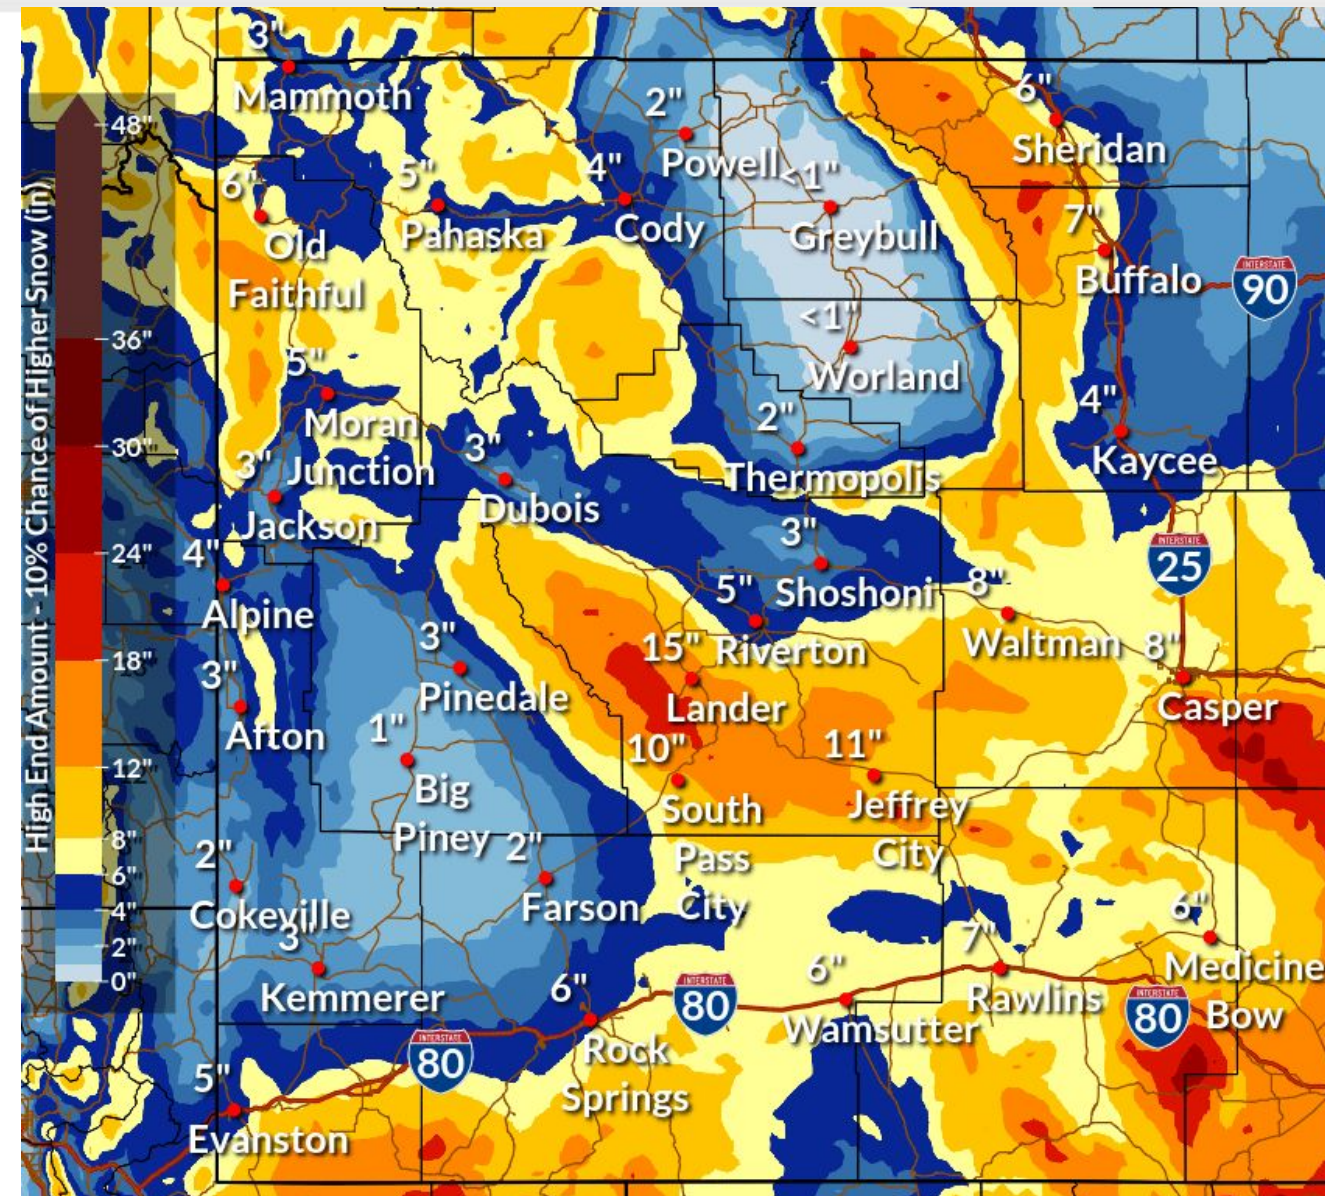 High End Amount - 10% Chance of Higher Snow (in)
48"
36"
30"
24"
18"
12"
8"
6"
4"
2"
0"
3"
Mammoth
2"
Powell
6"
Sheridan
6"
Old
Faithful
5"
Pahaska
4"
Cody
<1"
Greybull
7"
Buffalo
INTERSTATE
90
<1"
Worland
5"
Moran
Junction
4"
Kaycee
2"
Thermopolis
3"
Jackson
3"
Dubois
4"
Alpine
3"
Shoshoni
INTERSTATE
25
5"
Riverton
8"
Waltman
3"
Afton
3"
Pinedale
15"
Lander
8"
Casper
1"
Big
Piney
10"
South
Pass
City
11"
Jeffrey
City
2"
Cokeville
2"
Farson
3"
Kemmerer
6"
Rock
Springs
INTERSTATE
80
6"
Wamsutter
7"
Rawlins
6"
Medicine
Bow
INTERSTATE
80
INTERSTATE
80
5"
Evanston